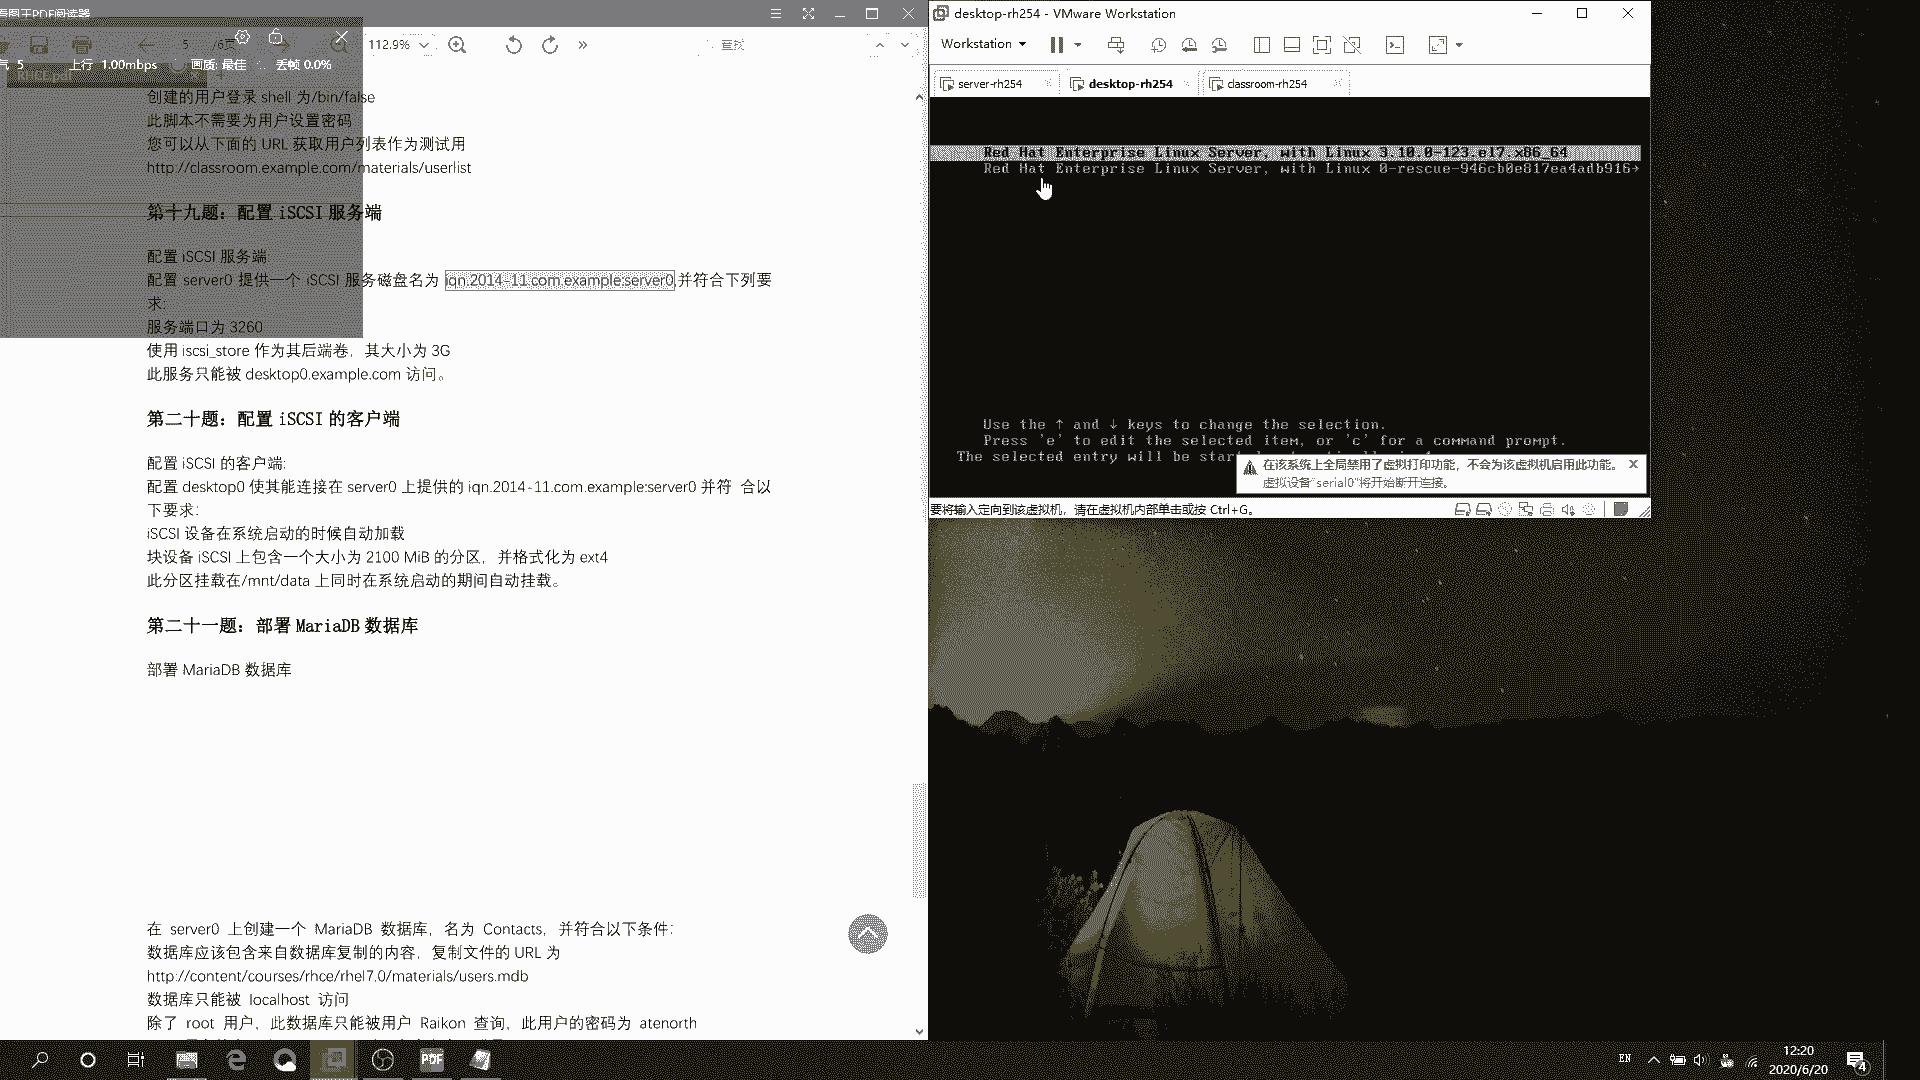 看图王PDF阅读器
5 /6页
112.9%
查找
5 上行 1.00mbps 画质: 最佳 丢帧 0.0%
RHCE.pdf
创建的用户登录 shell 为/bin/false
此脚本不需要为用户设置密码
您可以从下面的 URL 获取用户列表作为测试用
http://classroom.example.com/materials/userlist
第十九题：配置 iSCSI 服务端
配置 iSCSI 服务端:
配置 server0 提供一个 iSCSI 服务磁盘名为 iqn.2014-11.com.example:server0 并符合下列要
求:
服务端口为 3260
使用 iscsi_store 作为其后端卷，其大小为 3G
此服务只能被 desktop0.example.com 访问。
第二十题：配置 iSCSI 的客户端
配置 iSCSI 的客户端:
配置 desktop0 使其能连接在 server0 上提供的 iqn.2014-11.com.example:server0 并符 合以
下要求:
iSCSI 设备在系统启动的时候自动加载
块设备 iSCSI 上包含一个大小为 2100 MiB 的分区，并格式化为 ext4
此分区挂载在/mnt/data 上同时在系统启动的期间自动挂载。
第二十一题：部署 MariaDB 数据库
部署 MariaDB 数据库
在 server0 上创建一个 MariaDB 数据库，名为 Contacts，并符合以下条件:
数据库应该包含来自数据库复制的内容，复制文件的 URL 为
http://content/courses/rhce/rhel7.0/materials/users.mdb
数据库只能被 localhost 访问
除了 root 用户，此数据库只能被用户 Raikon 查询，此用户的密码为 atenorth
desktop-rh254 - VMware Workstation
Workstation
server-rh254
desktop-rh254
classroom-rh254
Red Hat Enterprise Linux Server, with Linux 3.10.0-123.el7.x86_64
Red Hat Enterprise Linux Server, with Linux 0-rescue-946cb0e817ea4adb916→
Use the ↑ and ↓ keys to change the selection.
Press 'e' to edit the selected item, or 'c' for a command prompt.
The selected entry will be start
在该系统上全局禁用了虚拟打印功能，不会为该虚拟机启用此功能。
虚拟设备“serial0”将开始断开连接。
要将输入定向到该虚拟机，请在虚拟机内部单击或按 Ctrl+G。
PDF
EN
12:20
2020/6/20
4